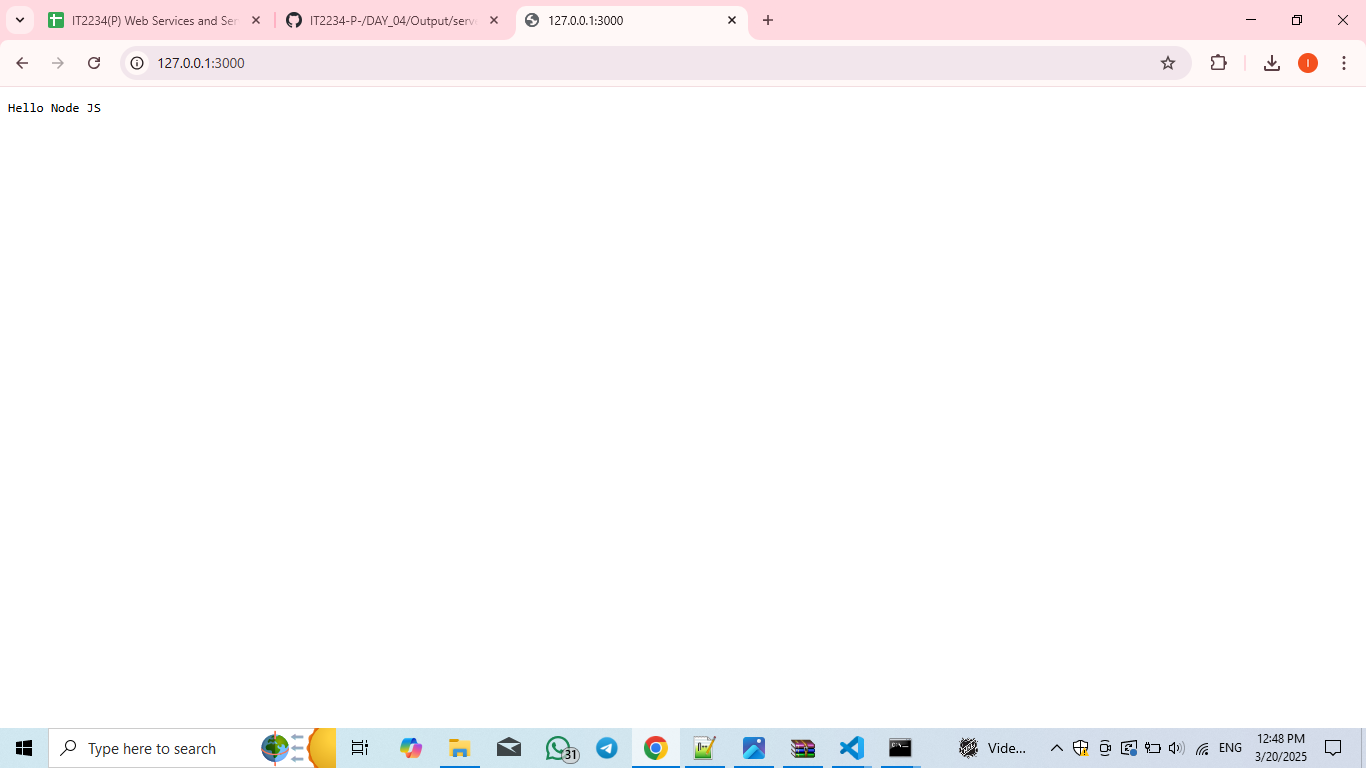 IT2234(P) Web Services and Ser
IT2234-P-/DAY_04/Output/serve
127.0.0.1:3000
127.0.0.1:3000
I
Hello Node JS
Type here to search
31
Vide...
ENG
12:48 PM
3/20/2025